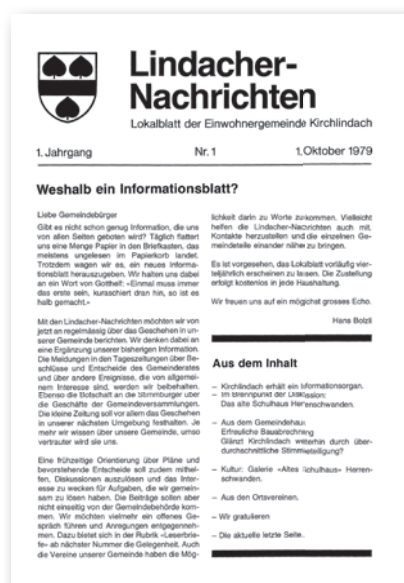 Lindacher-
Nachrichten
Lokalblatt der Einwohnergemeinde Kirchlindach
1. Jahrgang Nr. 1 1. Oktober 1979
Weshalb ein Informationsblatt?
Liebe Gemeindebürger
Gibt es nicht schon genug Information, die uns
von allen Seiten geboten wird? Täglich flattert
uns eine Menge Papier in den Briefkasten, das
meistens ungelesen im Papierkorb landet.
Trotzdem wagen wir es, ein neues Informa-
tionsblatt herauszugeben. Wir halten uns dabei
an ein Wort von Gotthelf: «Einmal muss immer
das erste sein, kuraschiert dran hin, so ist es
halb gemacht.»
Mit den Lindacher-Nachrichten möchten wir von
jetzt an regelmässig über das Geschehen in un-
serer Gemeinde berichten. Wir denken dabei an
eine Ergänzung unserer bisherigen Information.
Die Meldungen in den Tageszeitungen über Be-
schlüsse und Entscheide des Gemeinderates
und über andere Ereignisse, die von allgemei-
nem Interesse sind, werden wir beibehalten.
Ebenso die Botschaft an die Stimmbürger über
die Geschäfte der Gemeindeversammlungen.
Die kleine Zeitung soll vor allem das Geschehen
in unserer nächsten Umgebung festhalten. Je
mehr wir wissen über unsere Gemeinde, umso
vertrauter wird sie uns.
Eine frühzeitige Orientierung über Pläne und
bevorstehende Entscheide soll zudem mithel-
fen, Diskussionen auszulösen und das Inter-
esse zu wecken für Aufgaben, die wir gemein-
sam zu lösen haben. Die Beiträge sollen aber
nicht einseitig von der Gemeindebehörde kom-
men. Wir möchten vielmehr ein offenes Ge-
spräch führen und Anregungen entgegenneh-
men. Dazu bietet sich in der Rubrik «Leserbrie-
fe» ab nächster Nummer die Gelegenheit. Auch
die Vereine unserer Gemeinde haben die Mög-
lichkeit darin zu Worte zu kommen. Vielleicht
helfen die Lindacher-Nachrichten auch mit,
Kontakte herzustellen und die einzelnen Ge-
meindeteile einander näher zu bringen.
Es ist vorgesehen, das Lokalblatt vorläufig vier-
teljährlich erscheinen zu lassen. Die Zustellung
erfolgt kostenlos in jede Haushaltung.
Wir freuen uns auf ein möglichst grosses Echo.
Hans Bolzli
Aus dem Inhalt
– Kirchlindach erhält ein Informationsorgan.
– Im Brennpunkt der Diskussion:
Das alte Schulhaus Herrenschwanden.
– Aus dem Gemeindehaus
Erfreuliche Bauabrechnung
Glänzt Kirchlindach weiterhin durch über-
durchschnittliche Stimmbeteiligung?
– Kultur: Galerie «Altes Schulhaus» Herren-
schwanden.
– Aus den Ortsvereinen.
– Wir gratulieren
– Die aktuelle letzte Seite.